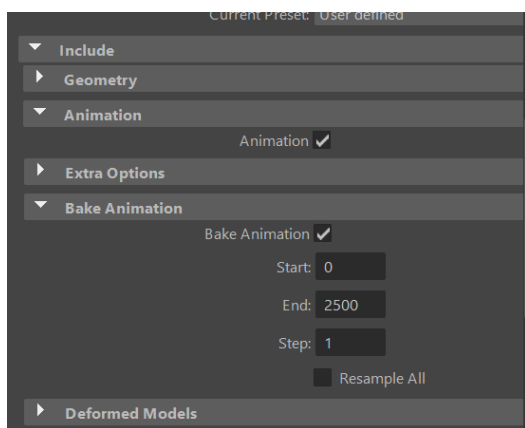 Current Preset: User defined
Include
Geometry
Animation
Animation
Extra Options
Bake Animation
Bake Animation
Start: 0
End: 2500
Step: 1
Resample All
Deformed Models